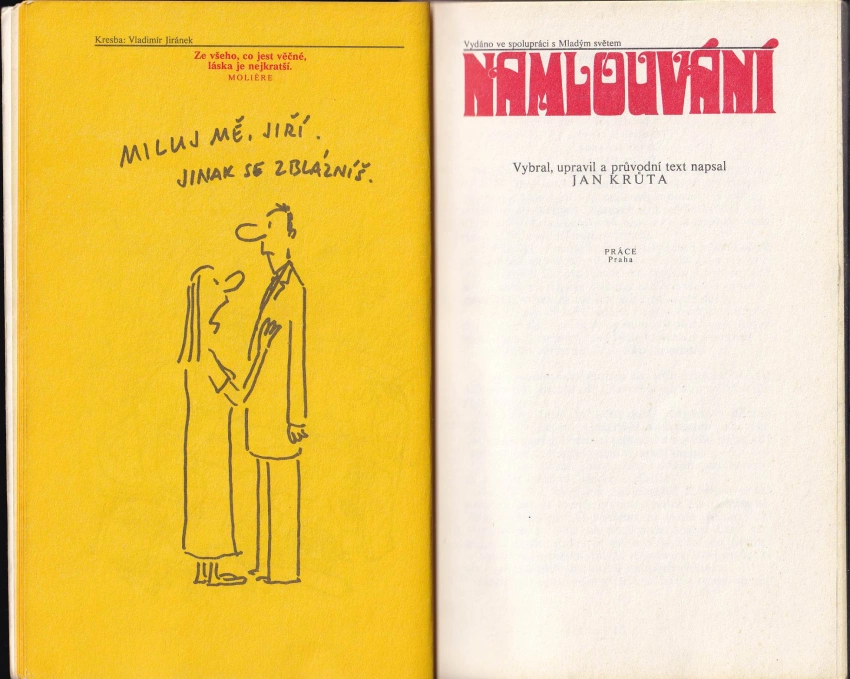 Kresba: Vladimír Jiránek
Ze všeho, co jest věčné,
láska je nejkratší.
MOLIÈRE
MILUJ MĚ, JIŘÍ.
JINAK SE ZBLÁZNÍŠ.
Vydáno ve spolupráci s Mladým světem
NAMLOUVÁNÍ
Vybral, upravil a průvodní text napsal
JAN KRŮTA
PRÁCE
Praha